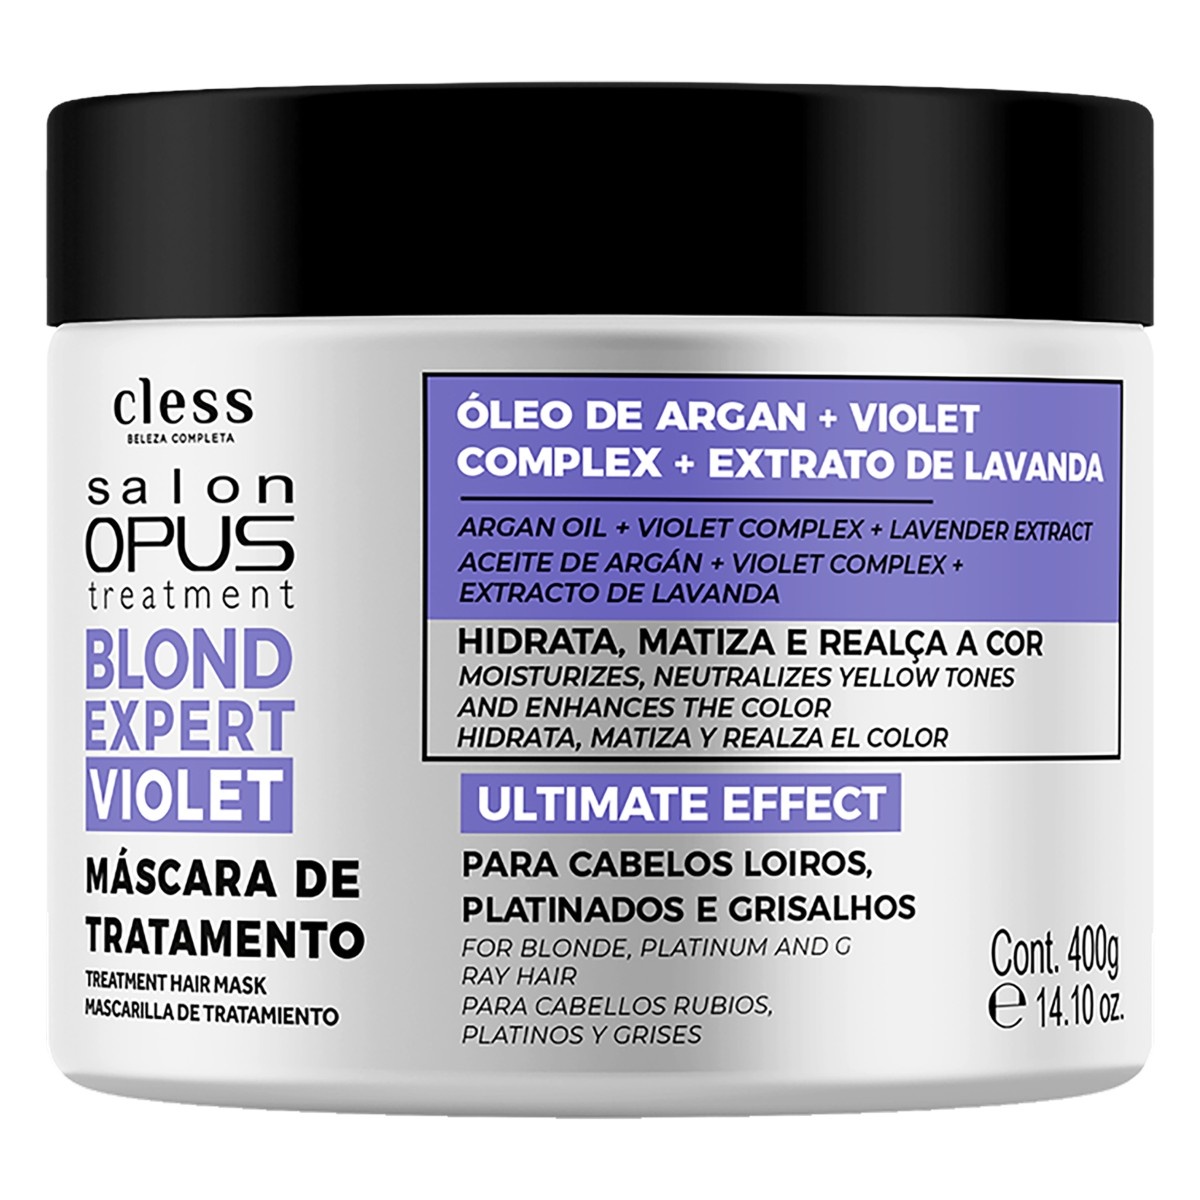 cless
BELEZA COMPLETA
salon
OPUS
treatment
BLOND
EXPERT
VIOLET
MÁSCARA DE
TRATAMENTO
TREATMENT HAIR MASK
MASCARILLA DE TRATAMIENTO
ÓLEO DE ARGAN + VIOLET
COMPLEX + EXTRATO DE LAVANDA
ARGAN OIL + VIOLET COMPLEX + LAVENDER EXTRACT
ACEITE DE ARGÁN + VIOLET COMPLEX +
EXTRACTO DE LAVANDA
HIDRATA, MATIZA E REALÇA A COR
MOISTURIZES, NEUTRALIZES YELLOW TONES
AND ENHANCES THE COLOR
HIDRATA, MATIZA Y REALZA EL COLOR
ULTIMATE EFFECT
PARA CABELOS LOIROS,
PLATINADOS E GRISALHOS
FOR BLONDE, PLATINUM AND G
RAY HAIR
PARA CABELLOS RUBIOS,
PLATINOS Y GRISES
Cont. 400g
℮ 14.10 oz.